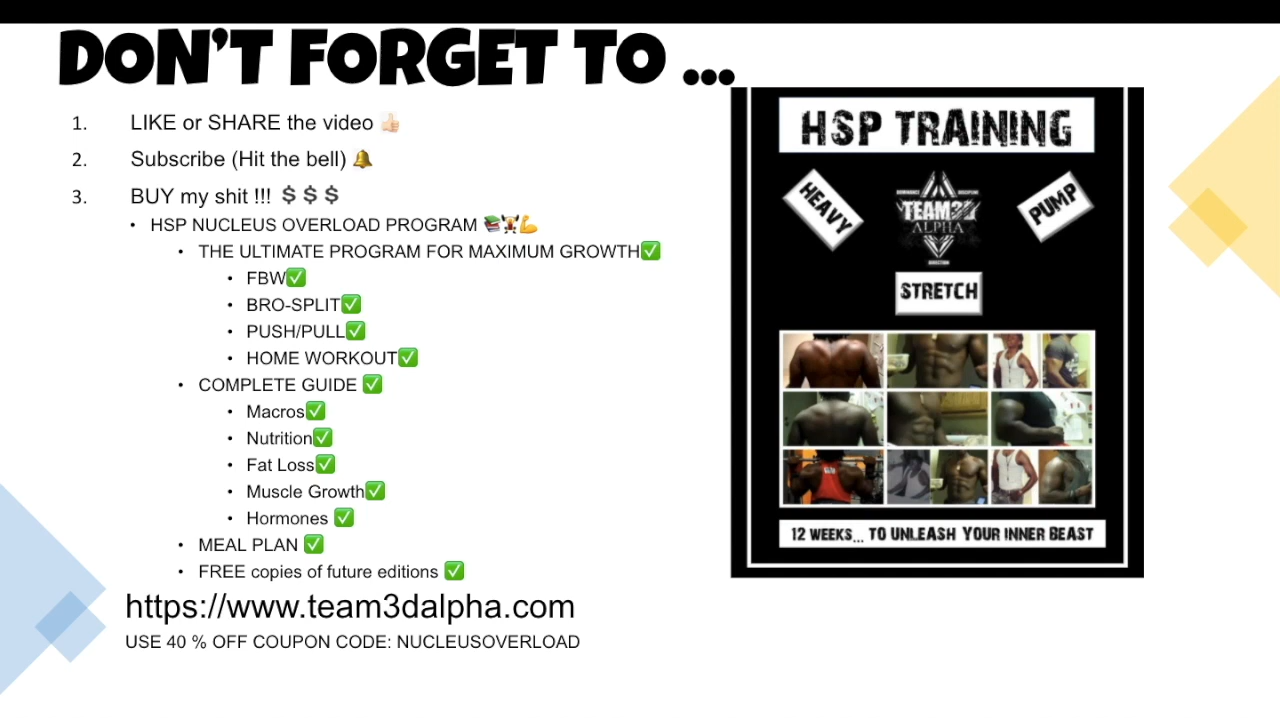 DON'T FORGET TO ...
1. LIKE or SHARE the video 👍🏻
2. Subscribe (Hit the bell) 🔔
3. BUY my shit !!! $ $ $
• HSP NUCLEUS OVERLOAD PROGRAM 📚🏋💪
• THE ULTIMATE PROGRAM FOR MAXIMUM GROWTH✅
• FBW✅
• BRO-SPLIT✅
• PUSH/PULL✅
• HOME WORKOUT✅
• COMPLETE GUIDE ✅
• Macros✅
• Nutrition✅
• Fat Loss✅
• Muscle Growth✅
• Hormones ✅
• MEAL PLAN ✅
• FREE copies of future editions ✅
https://www.team3dalpha.com
USE 40 % OFF COUPON CODE: NUCLEUSOVERLOAD
HSP TRAINING
HEAVY
TEAM3D
ALPHA
PUMP
STRETCH
12 WEEKS... TO UNLEASH YOUR INNER BEAST